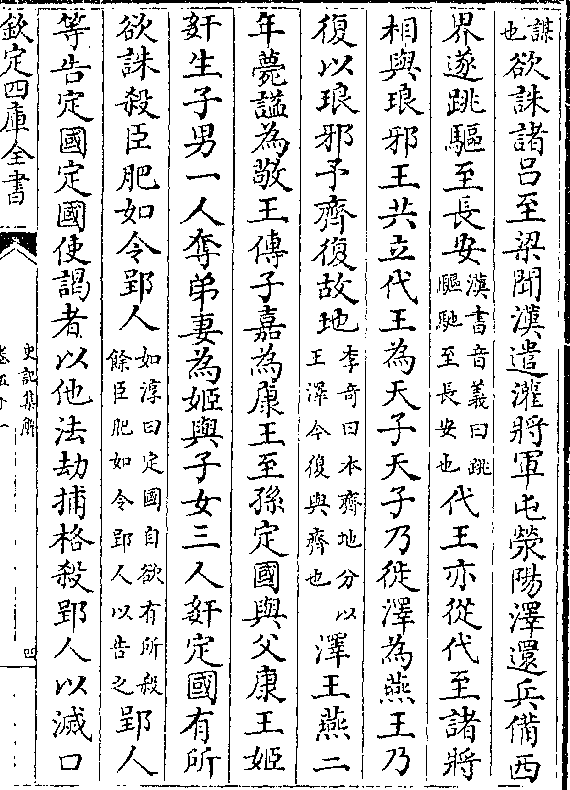 謀也欲誅諸呂至梁聞漢遣灌將軍屯滎陽澤還兵備西
界遂跳驅至長安漢書音義曰跳驅馳至長安也代王亦從代至諸將
相與琅邪王共立代王為天子天子乃徙澤為燕王乃
復以琅邪予齊復故地李奇曰本齊地分以王澤今復與齊也澤王燕二
年薨謚為敬王傳子嘉為康王至孫定國與父康王姬
姧生子男一人奪弟妻為姬與子女三人姧定國有所
欲誅殺臣肥如令郢人如淳曰定國自欲有所殺餘臣肥如令郢人以告之郢人
等告定國定國使謁者以他法劾捕格殺郢人以滅口
欽定四庫全書
史記集解
卷五十一
四